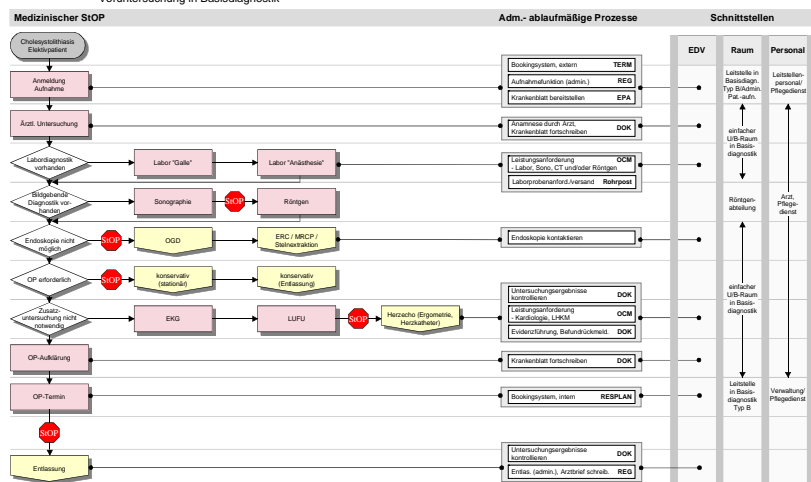 Voruntersuchung in Basisdiagnostik
Medizinischer StOP
Adm.- ablaufmäßige Prozesse
Schnittstellen
EDV
Raum
Personal
Cholesystolithiasis
Elektivpatient
Anmeldung
Aufnahme
Bookingsystem, extern TERM
Aufnahmefunktion (admin.) REG
Krankenblatt bereitstellen EPA
Leitstelle in
Basisdiagn.
Typ B/Admin.
Pat.-aufn.
Leitstellen-
personal/
Pflegedienst
Ärztl. Untersuchung
Anamnese durch Arzt,
Krankenblatt fortschreiben DOK
einfacher
U/B-Raum
in Basis-
diagnostik
Labordiagnostik
vorhanden
Labor "Galle"
Labor "Anästhesie"
Leistungsanforderung OCM
- Labor, Sono, CT und/oder Röntgen
Laborprobenanford./versand Rohrpost
Bildgebende
Diagnostik vor-
handen
Sonographie
StOP
Röntgen
Röntgen-
abteilung
Arzt,
Pflege-
dienst
Endoskopie nicht
möglich
StOP
OGD
ERC / MRCP /
Steinextraktion
Endoskopie kontaktieren
OP erforderlich
StOP
konservativ
(stationär)
konservativ
(Entlassung)
einfacher
U/B-Raum
in Basis-
diagnostik
Zusatz-
untersuchung nicht
notwendig
EKG
LUFU
StOP
Herzecho (Ergometrie,
Herzkatheter)
Untersuchungsergebnisse
kontrollieren DOK
Leistungsanforderung OCM
- Kardiologie, LHKM
Evidenzführung, Befundrückmeld. DOK
OP-Aufklärung
Krankenblatt fortschreiben DOK
OP-Termin
Bookingsystem, intern RESPLAN
Leitstelle
in Basis-
diagnostik
Typ B
Verwaltung/
Pflegedienst
StOP
Entlassung
Untersuchungsergebnisse
kontrollieren DOK
Entlas. (admin.), Arztbrief schreib. REG